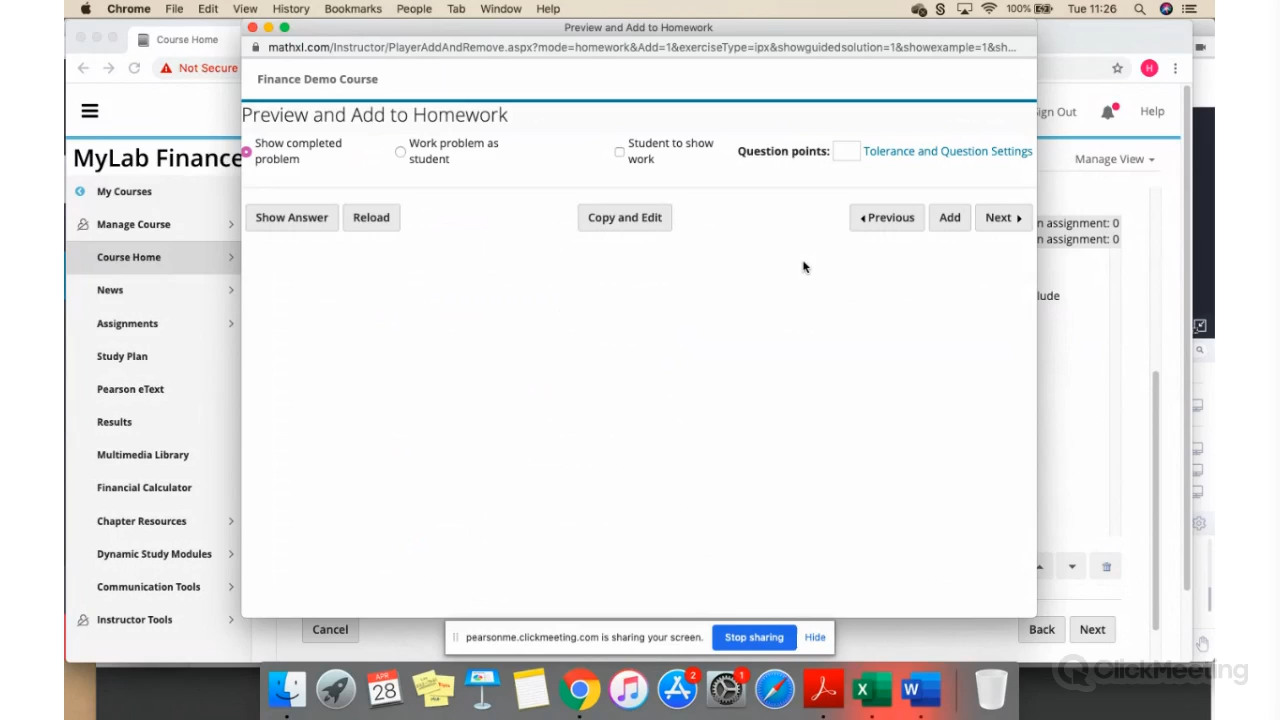 Chrome File Edit View History Bookmarks People Tab Window Help 100% Tue 11:26
Preview and Add to Homework
Course Home
mathxl.com/Instructor/PlayerAddAndRemove.aspx?mode=homework&Add=1&exerciseType=ipx&showguidedsolution=1&showexample=1&sh...
Not Secure
H
Finance Demo Course
Sign Out Help
Preview and Add to Homework
MyLab Finance
Show completed problem
Work problem as student
Student to show work
Question points:
Tolerance and Question Settings
Manage View
My Courses
Manage Course
Course Home
News
Assignments
Study Plan
Pearson eText
Results
Multimedia Library
Financial Calculator
Chapter Resources
Dynamic Study Modules
Communication Tools
Instructor Tools
Show Answer
Reload
Copy and Edit
Previous
Add
Next
n assignment: 0
n assignment: 0
lude
Cancel
pearsonme.clickmeeting.com is sharing your screen.
Stop sharing
Hide
Back
Next
ClickMeeting
APR
28
2
1
X
W